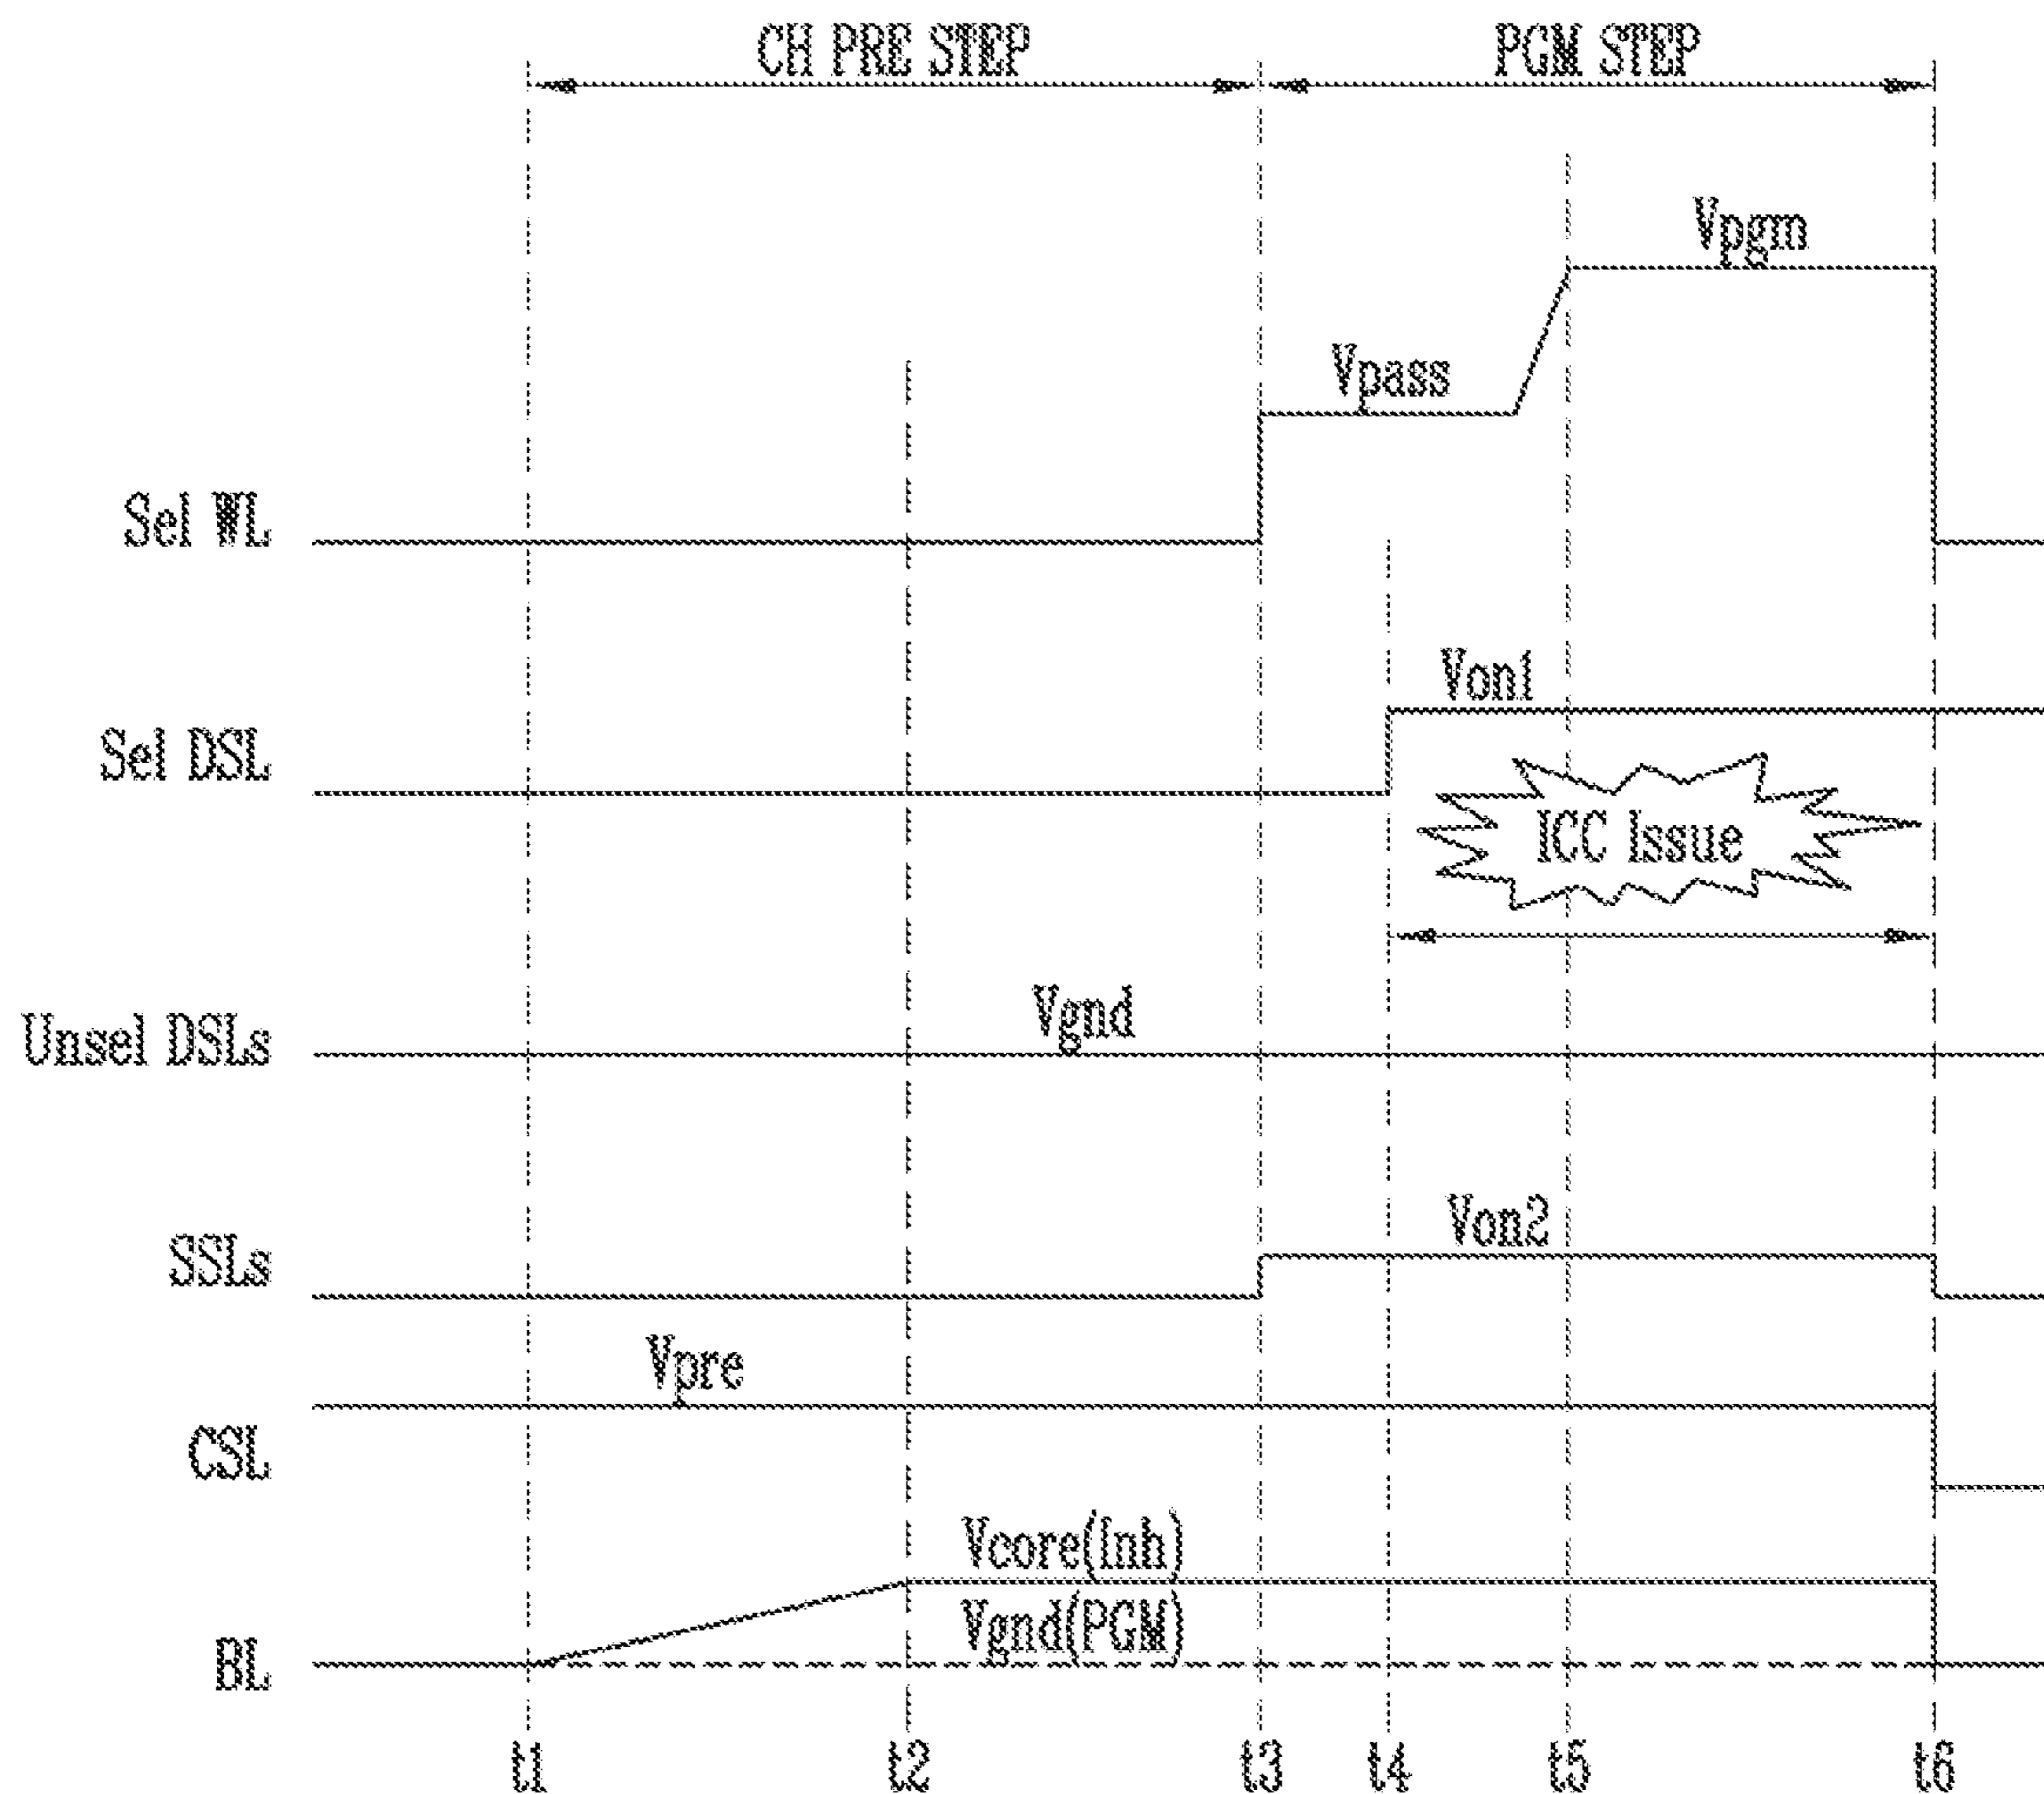 CH PRE STEP
PGM STEP
Vpgm
Vpass
Sel WL
Von1
Sel DSL
ICC Issue
Vgnd
Unsel DSLs
Von2
SSLs
Vpre
CSL
Vcore(Inh)
Vgnd(PGM)
BL
t1 t2 t3 t4 t5 t6